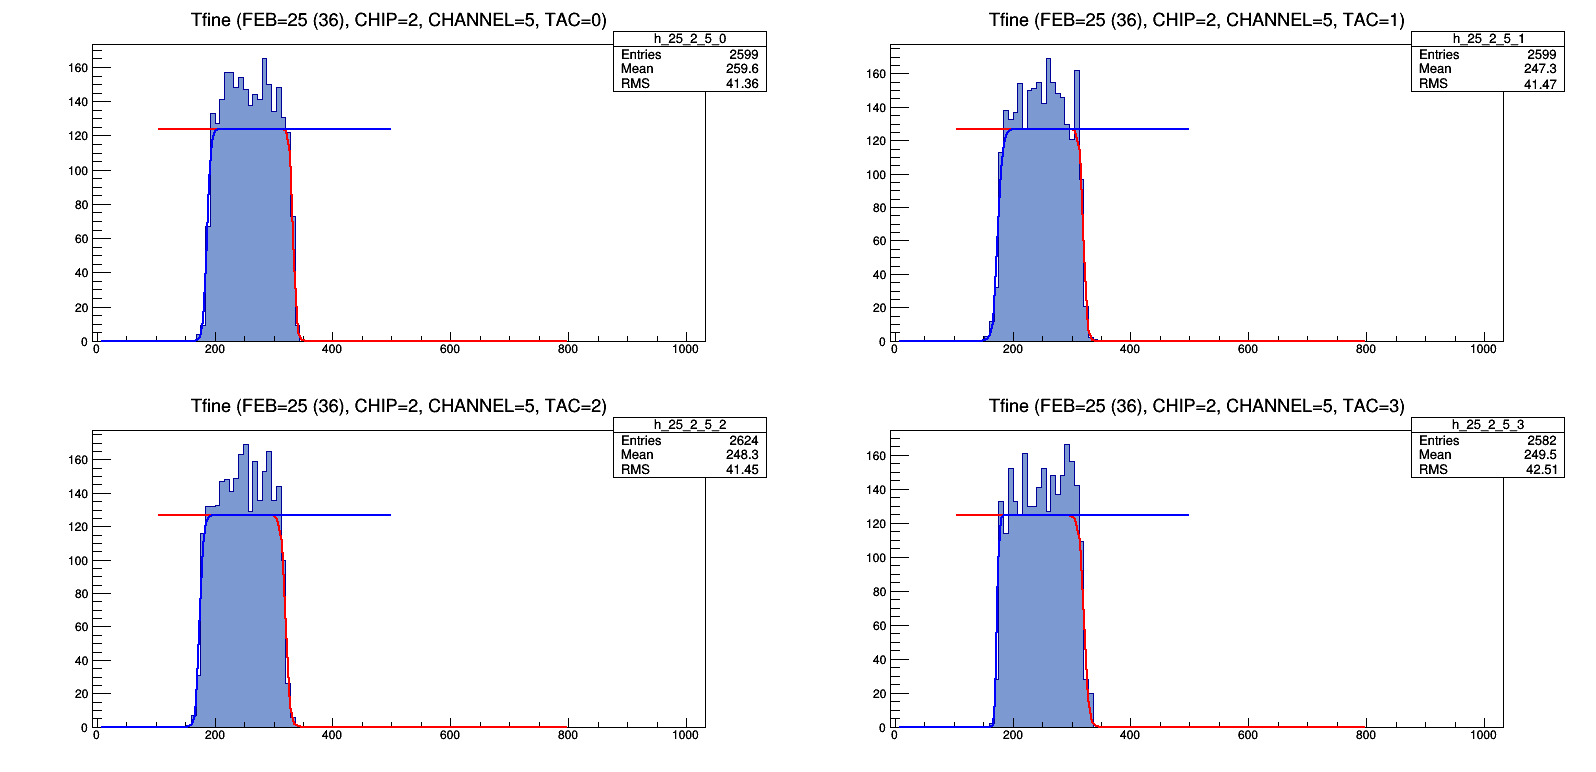 Tfine (FEB=25 (36), CHIP=2, CHANNEL=5, TAC=0)
h_25_2_5_0
Entries 2599
Mean 259.6
RMS 41.36
160
140
120
100
80
60
40
20
0
0 200 400 600 800 1000
Tfine (FEB=25 (36), CHIP=2, CHANNEL=5, TAC=1)
h_25_2_5_1
Entries 2599
Mean 247.3
RMS 41.47
160
140
120
100
80
60
40
20
0
0 200 400 600 800 1000
Tfine (FEB=25 (36), CHIP=2, CHANNEL=5, TAC=2)
h_25_2_5_2
Entries 2624
Mean 248.3
RMS 41.45
160
140
120
100
80
60
40
20
0
0 200 400 600 800 1000
Tfine (FEB=25 (36), CHIP=2, CHANNEL=5, TAC=3)
h_25_2_5_3
Entries 2582
Mean 249.5
RMS 42.51
160
140
120
100
80
60
40
20
0
0 200 400 600 800 1000